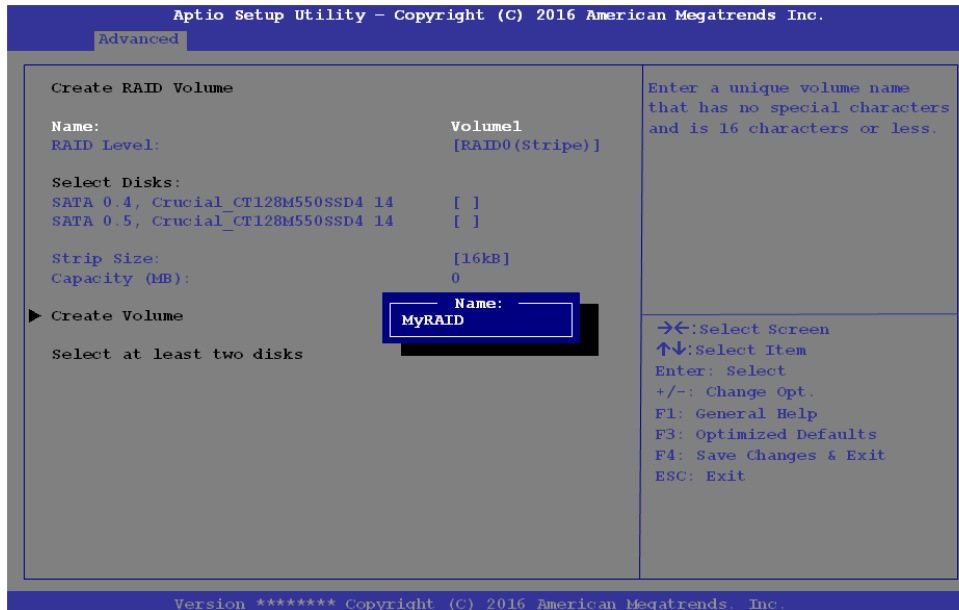 Aptio Setup Utility – Copyright (C) 2016 American Megatrends Inc.
Advanced
Create RAID Volume
Name: Volume1
RAID Level: [RAID0(Stripe)]
Select Disks:
SATA 0.4, Crucial_CT128M550SSD4 14 [ ]
SATA 0.5, Crucial_CT128M550SSD4 14 [ ]
Strip Size: [16kB]
Capacity (MB): 0
▶ Create Volume
Select at least two disks
Name:
MyRAID
Enter a unique volume name
that has no special characters
and is 16 characters or less.
→←:Select Screen
↑↓:Select Item
Enter: Select
+/-: Change Opt.
F1: General Help
F3: Optimized Defaults
F4: Save Changes & Exit
ESC: Exit
Version ******** Copyright (C) 2016 American Megatrends. Inc.